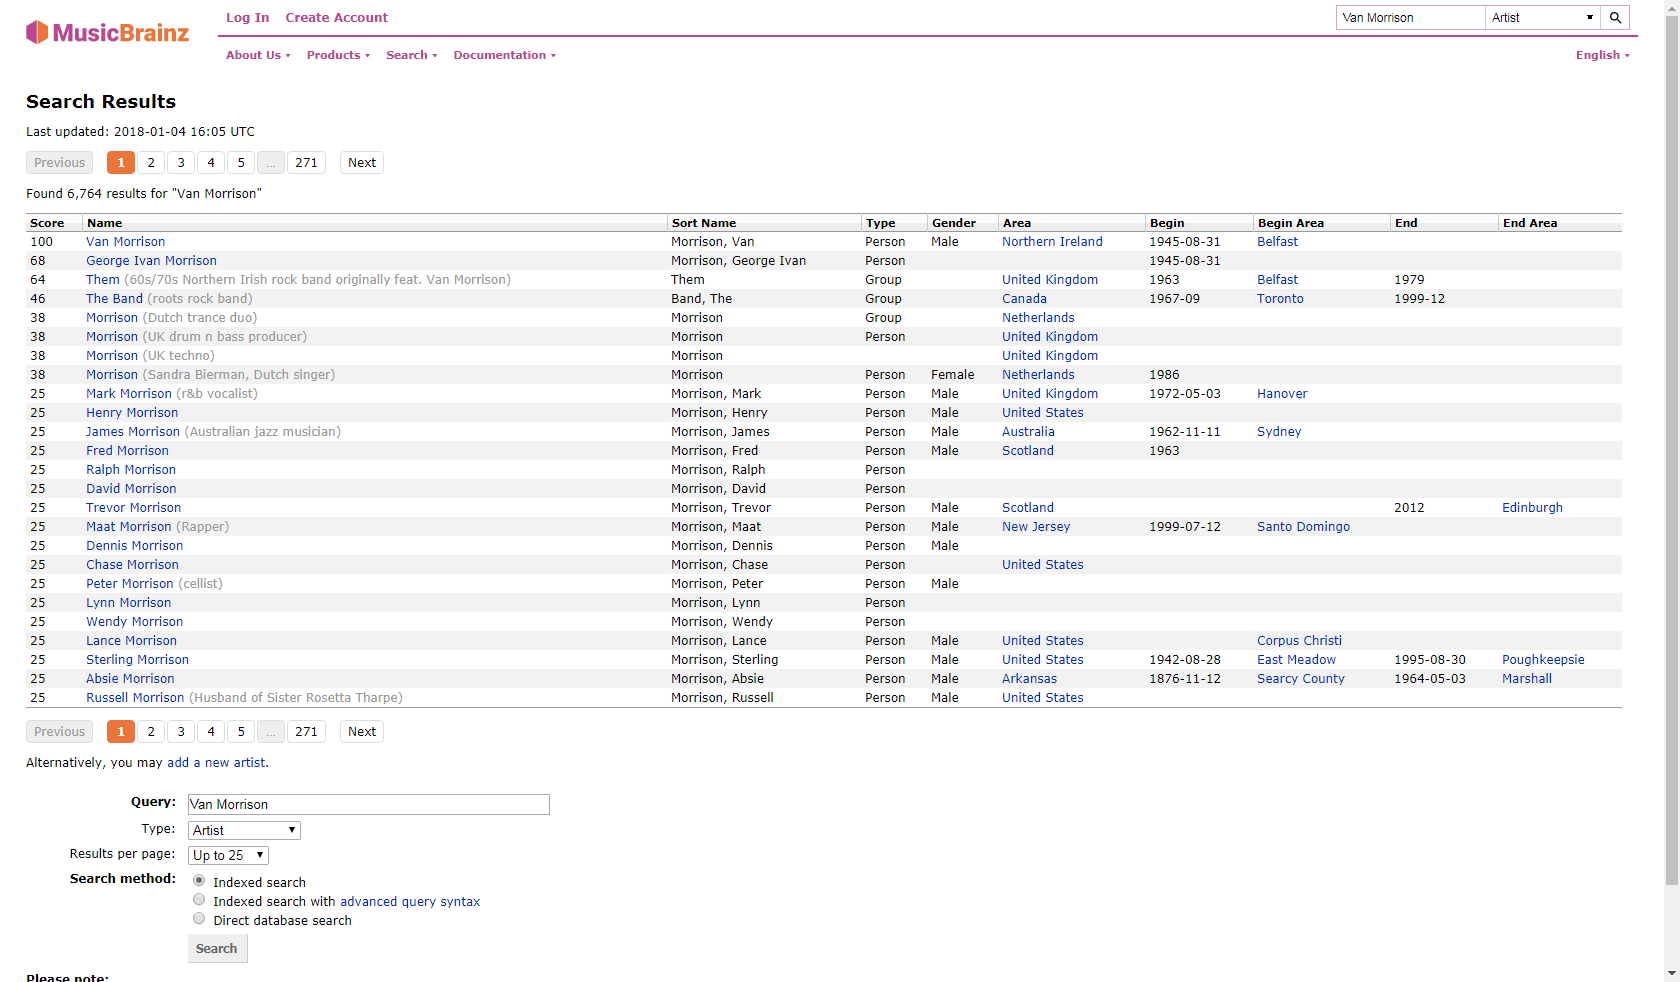 MusicBrainz
Log In Create Account
Van Morrison Artist
About Us Products Search Documentation English
Search Results
Last updated: 2018-01-04 16:05 UTC
Previous 1 2 3 4 5 ... 271 Next
Found 6,764 results for "Van Morrison"
Score Name Sort Name Type Gender Area Begin Begin Area End End Area
100 Van Morrison Morrison, Van Person Male Northern Ireland 1945-08-31 Belfast
68 George Ivan Morrison Morrison, George Ivan Person 1945-08-31
64 Them (60s/70s Northern Irish rock band originally feat. Van Morrison) Them Group United Kingdom 1963 Belfast 1979
46 The Band (roots rock band) Band, The Group Canada 1967-09 Toronto 1999-12
38 Morrison (Dutch trance duo) Morrison Group Netherlands
38 Morrison (UK drum n bass producer) Morrison Person United Kingdom
38 Morrison (UK techno) Morrison United Kingdom
38 Morrison (Sandra Bierman, Dutch singer) Morrison Person Female Netherlands 1986
25 Mark Morrison (r&b vocalist) Morrison, Mark Person Male United Kingdom 1972-05-03 Hanover
25 Henry Morrison Morrison, Henry Person Male United States
25 James Morrison (Australian jazz musician) Morrison, James Person Male Australia 1962-11-11 Sydney
25 Fred Morrison Morrison, Fred Person Male Scotland 1963
25 Ralph Morrison Morrison, Ralph Person
25 David Morrison Morrison, David Person
25 Trevor Morrison Morrison, Trevor Person Male Scotland 2012 Edinburgh
25 Maat Morrison (Rapper) Morrison, Maat Person Male New Jersey 1999-07-12 Santo Domingo
25 Dennis Morrison Morrison, Dennis Person Male
25 Chase Morrison Morrison, Chase Person United States
25 Peter Morrison (cellist) Morrison, Peter Person Male
25 Lynn Morrison Morrison, Lynn Person
25 Wendy Morrison Morrison, Wendy Person
25 Lance Morrison Morrison, Lance Person Male United States Corpus Christi
25 Sterling Morrison Morrison, Sterling Person Male United States 1942-08-28 East Meadow 1995-08-30 Poughkeepsie
25 Absie Morrison Morrison, Absie Person Male Arkansas 1876-11-12 Searcy County 1964-05-03 Marshall
25 Russell Morrison (Husband of Sister Rosetta Tharpe) Morrison, Russell Person Male United States
Previous 1 2 3 4 5 ... 271 Next
Alternatively, you may add a new artist.
Query: Van Morrison
Type: Artist
Results per page: Up to 25
Search method: Indexed search
Indexed search with advanced query syntax
Direct database search
Search
Please note: